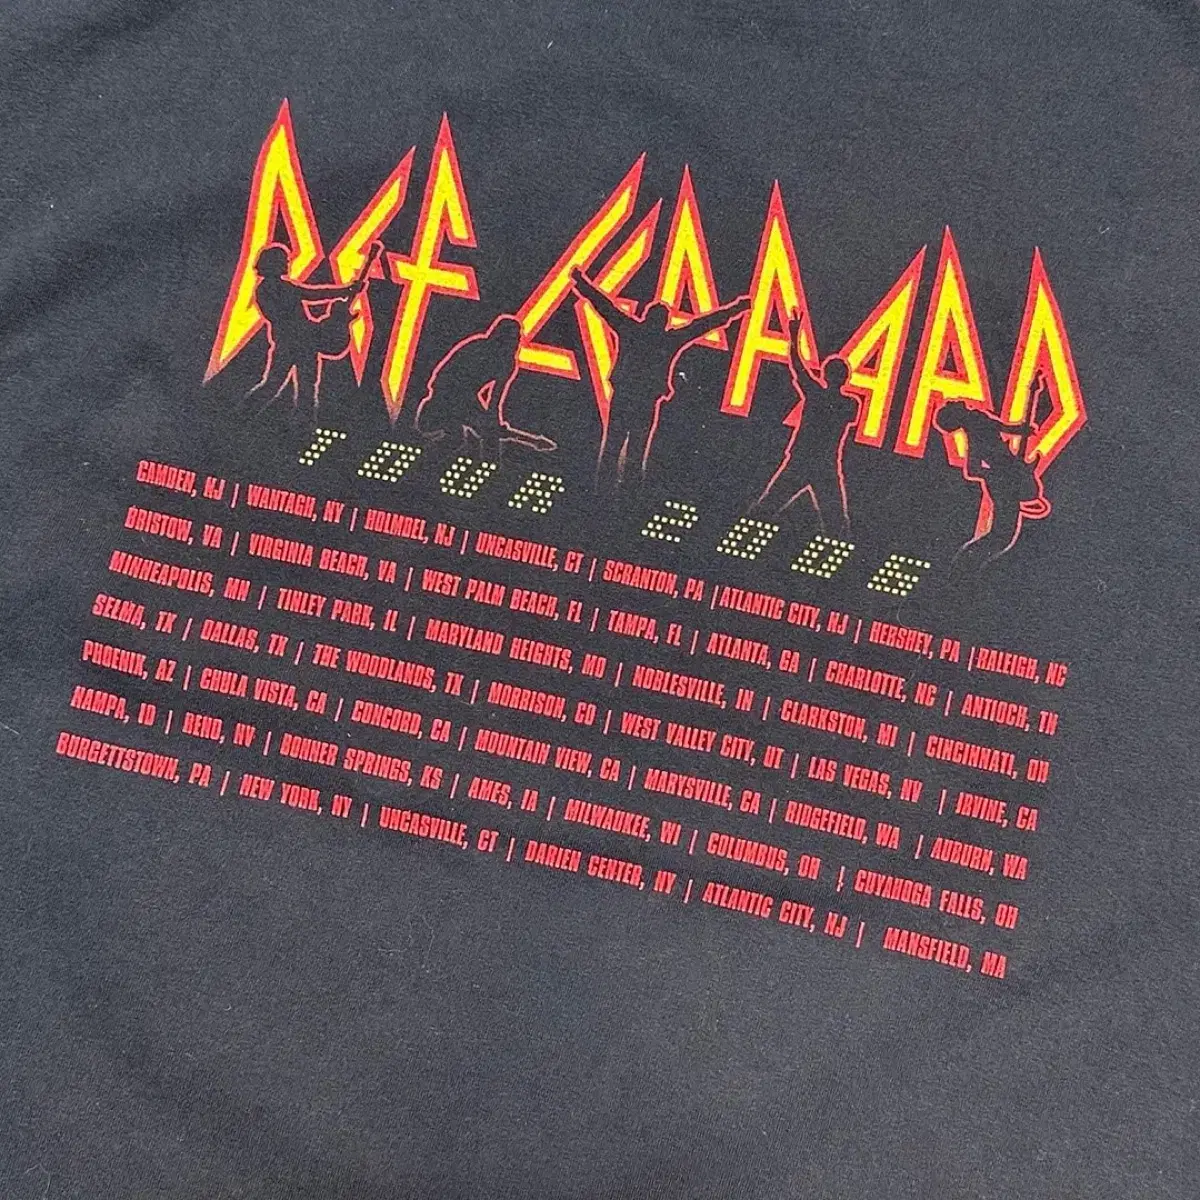 DEF LEPPARD
TOUR 2006
CAMDEN, NJ | WANTAGH, NY | HOLMDEL, NJ | UNCASVILLE, CT | SCRANTON, PA | ATLANTIC CITY, NJ | HERSHEY, PA | RALEIGH, NC
BRISTOW, VA | VIRGINIA BEACH, VA | WEST PALM BEACH, FL | TAMPA, FL | ATLANTA, GA | CHARLOTTE, NC | ANTIOCH, TN
MINNEAPOLIS, MN | TINLEY PARK, IL | MARYLAND HEIGHTS, MO | NOBLESVILLE, IN | CLARKSTON, MI | CINCINNATI, OH
SELMA, TX | DALLAS, TX | THE WOODLANDS, TX | MORRISON, CO | WEST VALLEY CITY, UT | LAS VEGAS, NV | IRVINE, CA
PHOENIX, AZ | CHULA VISTA, CA | CONCORD, CA | MOUNTAIN VIEW, CA | MARYSVILLE, CA | RIDGEFIELD, WA | AUBURN, WA
NAMPA, ID | RENO, NV | BONNER SPRINGS, KS | AMES, IA | MILWAUKEE, WI | COLUMBUS, OH | CUYAHOGA FALLS, OH
BURGETTSTOWN, PA | NEW YORK, NY | UNCASVILLE, CT | DARIEN CENTER, NY | ATLANTIC CITY, NJ | MANSFIELD, MA